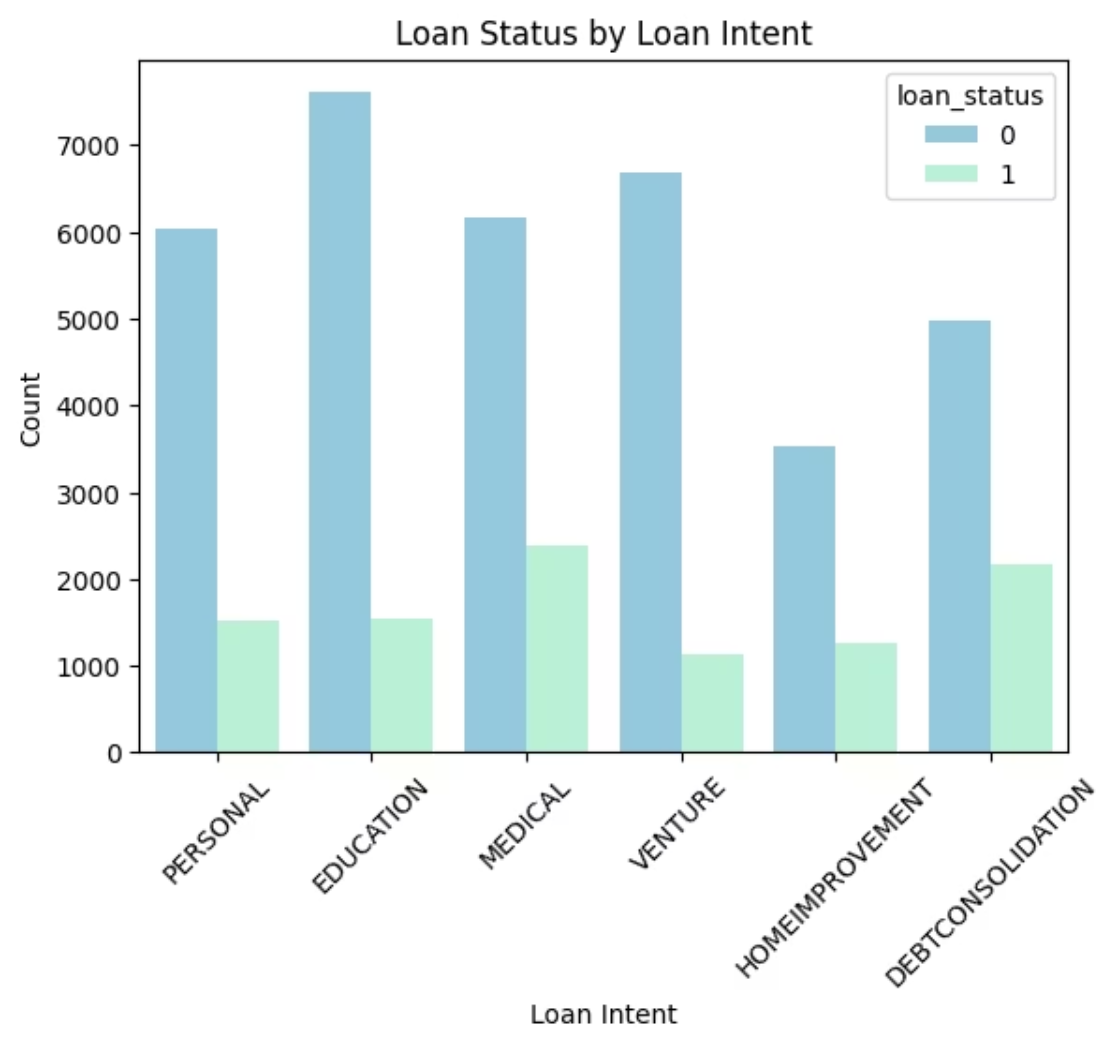 Loan Status by Loan Intent
loan_status
0
1
7000
6000
5000
4000
3000
2000
1000
0
Count
PERSONAL
EDUCATION
MEDICAL
VENTURE
HOMEIMPROVEMENT
DEBTCONSOLIDATION
Loan Intent